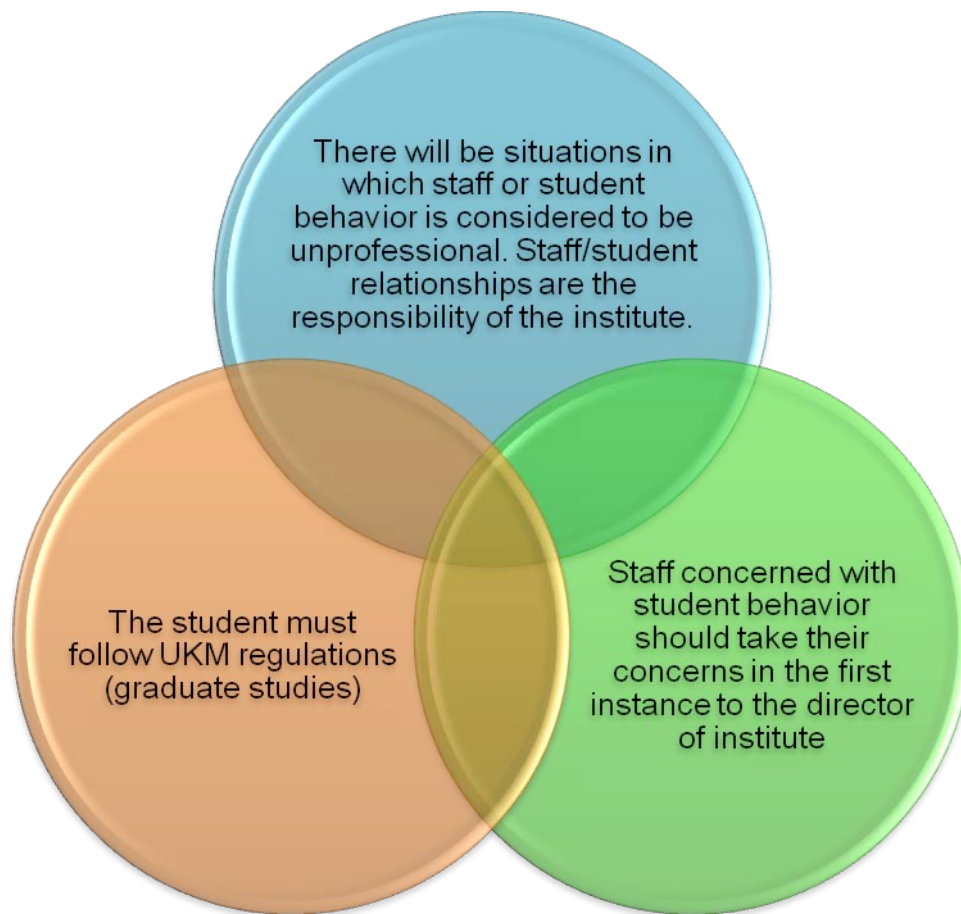 There will be situations in
which staff or student
behavior is considered to be
unprofessional. Staff/student
relationships are the
responsibility of the institute.
The student must
follow UKM regulations
(graduate studies)
Staff concerned with
student behavior
should take their
concerns in the first
instance to the director
of institute